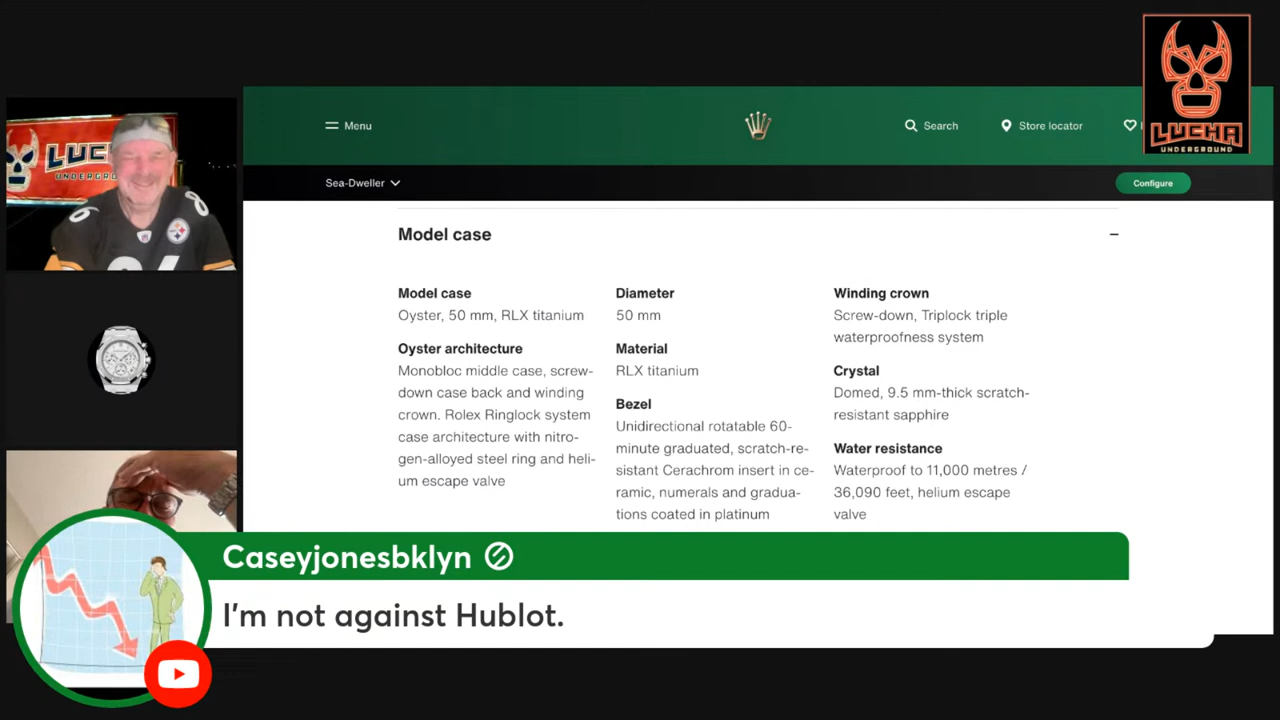 LUCHA
UNDERGROUND
Menu
Search
Store locator
Sea-Dweller
Configure
Model case
Model case
Oyster, 50 mm, RLX titanium
Oyster architecture
Monobloc middle case, screw-
down case back and winding
crown. Rolex Ringlock system
case architecture with nitro-
gen-alloyed steel ring and heli-
um escape valve
Diameter
50 mm
Material
RLX titanium
Bezel
Unidirectional rotatable 60-
minute graduated, scratch-re-
sistant Cerachrom insert in ce-
ramic, numerals and gradua-
tions coated in platinum
Winding crown
Screw-down, Triplock triple
waterproofness system
Crystal
Domed, 9.5 mm-thick scratch-
resistant sapphire
Water resistance
Waterproof to 11,000 metres /
36,090 feet, helium escape
valve
Caseyjonesbklyn
I'm not against Hublot.